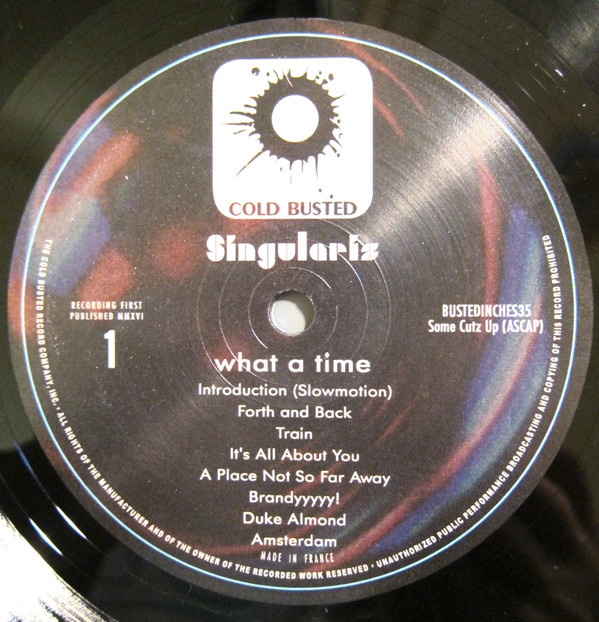 COLD BUSTED
Singularis
RECORDING FIRST
PUBLISHED MMXVI
1
BUSTEDINCHES35
Some Cutz Up (ASCAP)
what a time
Introduction (Slowmotion)
Forth and Back
Train
It's All About You
A Place Not So Far Away
Brandyyyyy!
Duke Almond
Amsterdam
MADE IN FRANCE
THE COLD BUSTED RECORD COMPANY, INC. • ALL RIGHTS OF THE MANUFACTURER AND OF THE OWNER OF THE RECORDED WORK RESERVED • UNAUTHORIZED PUBLIC PERFORMANCE BROADCASTING AND COPYING OF THIS RECORD PROHIBITED